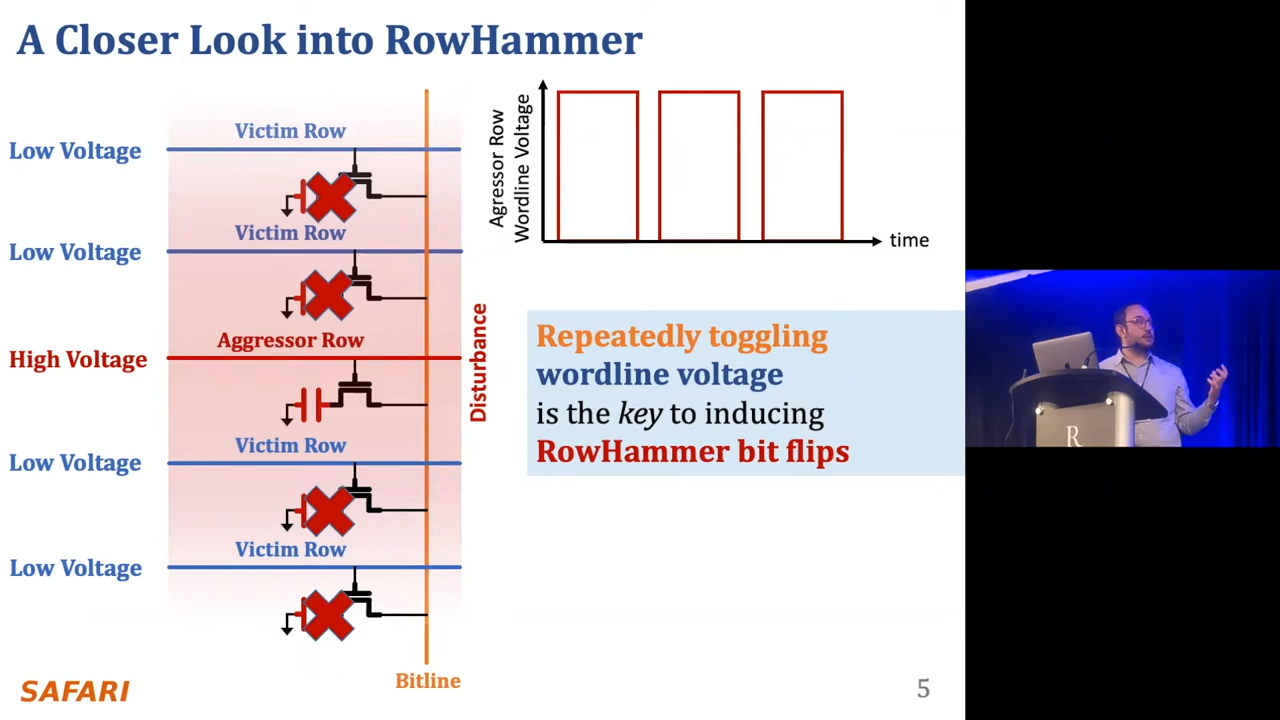 A Closer Look into RowHammer
Low Voltage
Victim Row
Low Voltage
Victim Row
High Voltage
Aggressor Row
Low Voltage
Victim Row
Low Voltage
Victim Row
Bitline
Disturbance
Agressor Row
Wordline Voltage
time
Repeatedly toggling
wordline voltage
is the key to inducing
RowHammer bit flips
SAFARI
5
R